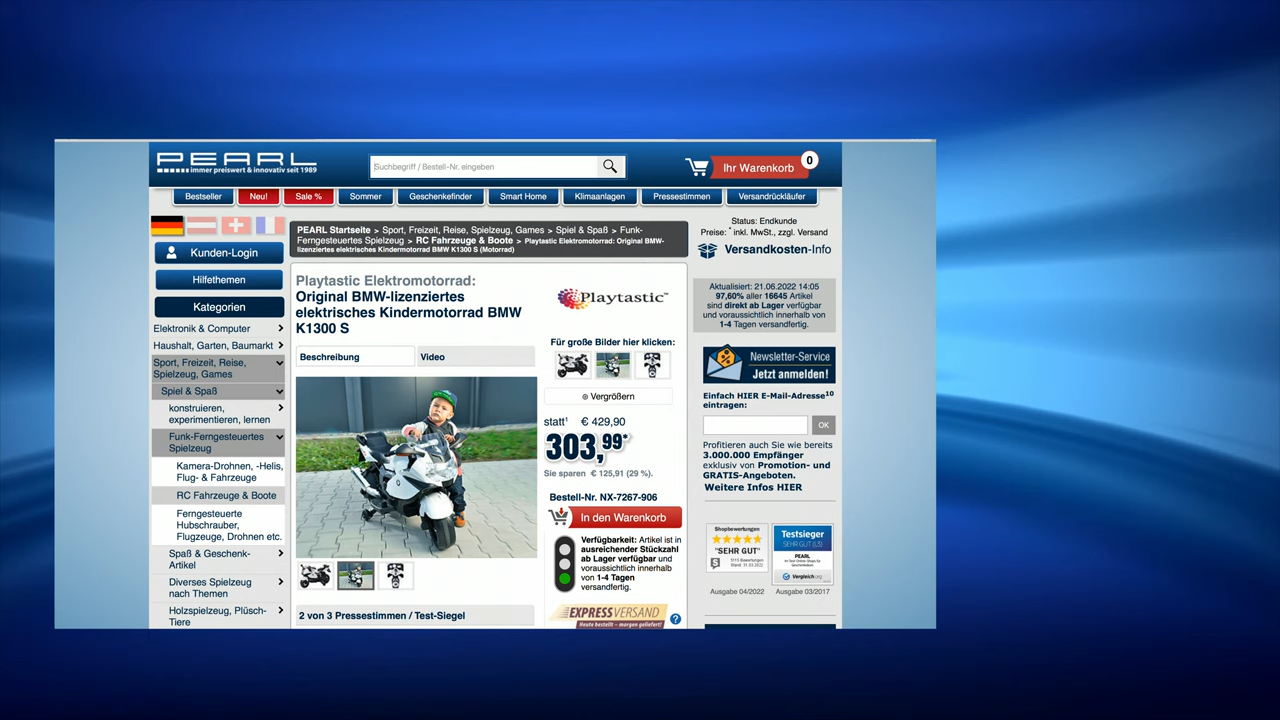 PEARL
immer preiswert & innovativ seit 1989
Suchbegriff / Bestell-Nr. eingeben
Ihr Warenkorb
0
Bestseller
Neu!
Sale %
Sommer
Geschenkefinder
Smart Home
Klimaanlagen
Pressestimmen
Versandrückläufer
Kunden-Login
Hilfethemen
Kategorien
Elektronik & Computer
Haushalt, Garten, Baumarkt
Sport, Freizeit, Reise,
Spielzeug, Games
Spiel & Spaß
konstruieren,
experimentieren, lernen
Funk-Ferngesteuertes
Spielzeug
Kamera-Drohnen, -Helis,
Flug- & Fahrzeuge
RC Fahrzeuge & Boote
Ferngesteuerte
Hubschrauber,
Flugzeuge, Drohnen etc.
Spaß & Geschenk-
Artikel
Diverses Spielzeug
nach Themen
Holzspielzeug, Plüsch-
Tiere
PEARL Startseite > Sport, Freizeit, Reise, Spielzeug, Games > Spiel & Spaß > Funk-
Ferngesteuertes Spielzeug > RC Fahrzeuge & Boote > Playtastic Elektromotorrad: Original BMW-
lizenziertes elektrisches Kindermotorrad BMW K1300 S (Motorrad)
Playtastic Elektromotorrad:
Original BMW-lizenziertes
elektrisches Kindermotorrad BMW
K1300 S
Beschreibung
Video
2 von 3 Pressestimmen / Test-Siegel
Playtastic
Für große Bilder hier klicken:
Vergrößern
statt¹ € 429,90
303,99*
Sie sparen € 125,91 (29 %).
Bestell-Nr. NX-7267-906
In den Warenkorb
Verfügbarkeit: Artikel ist in
ausreichender Stückzahl
ab Lager verfügbar und
voraussichtlich innerhalb
von 1-4 Tagen
versandfertig.
EXPRESSVERSAND
Heute bestellt – morgen geliefert!
?
Status: Endkunde
Preise: * inkl. MwSt., zzgl. Versand
Versandkosten-Info
Aktualisiert: 21.06.2022 14:05
97,60% aller 16645 Artikel
sind direkt ab Lager verfügbar
und voraussichtlich innerhalb von
1-4 Tagen versandfertig.
%
Newsletter-Service
Jetzt anmelden!
Einfach HIER E-Mail-Adresse¹⁰
eintragen:
OK
Profitieren auch Sie wie bereits
3.000.000 Empfänger
exklusiv von Promotion- und
GRATIS-Angeboten.
Weitere Infos HIER
Shopbewertungen
"SEHR GUT"
Ausgabe 04/2022
Testsieger
SEHR GUT (1,5)
PEARL
Vergleich.org
Ausgabe 03/2017